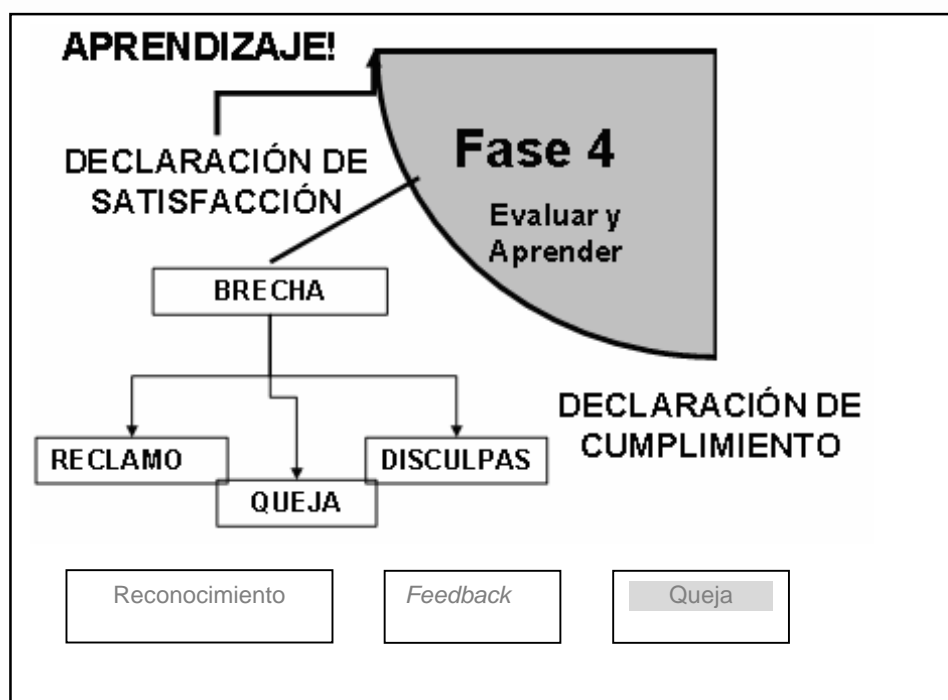 APRENDIZAJE!
DECLARACIÓN DE
SATISFACCIÓN
Fase 4
Evaluar y
Aprender
BRECHA
DECLARACIÓN DE
CUMPLIMIENTO
RECLAMO
DISCULPAS
QUEJA
Reconocimiento
Feedback
Queja